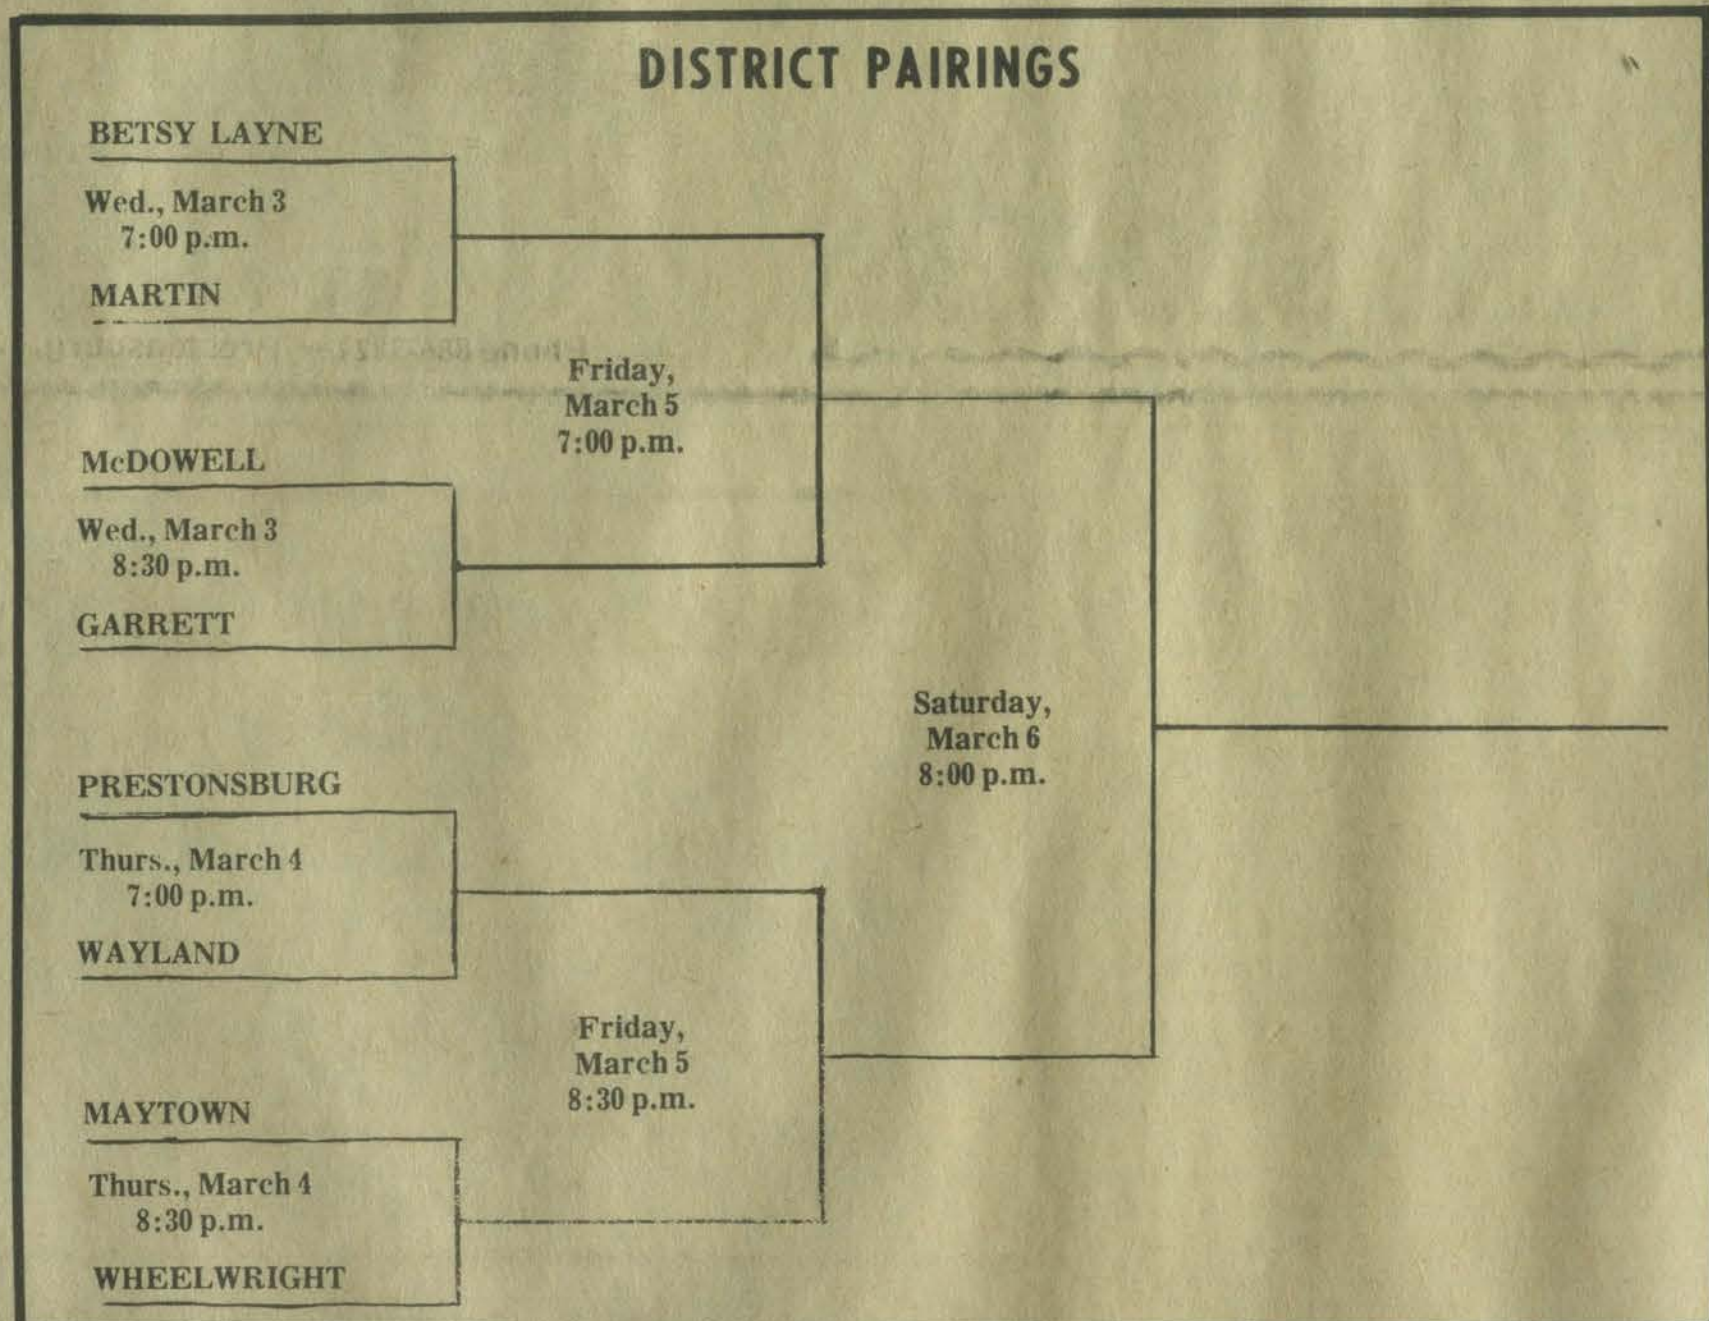 DISTRICT PAIRINGS
BETSY LAYNE
Wed., March 3
7:00 p.m.
MARTIN
Friday,
March 5
7:00 p.m.
McDOWELL
Wed., March 3
8:30 p.m.
GARRETT
Saturday,
March 6
8:00 p.m.
PRESTONSBURG
Thurs., March 4
7:00 p.m.
WAYLAND
Friday,
March 5
8:30 p.m.
MAYTOWN
Thurs., March 4
8:30 p.m.
WHEELWRIGHT